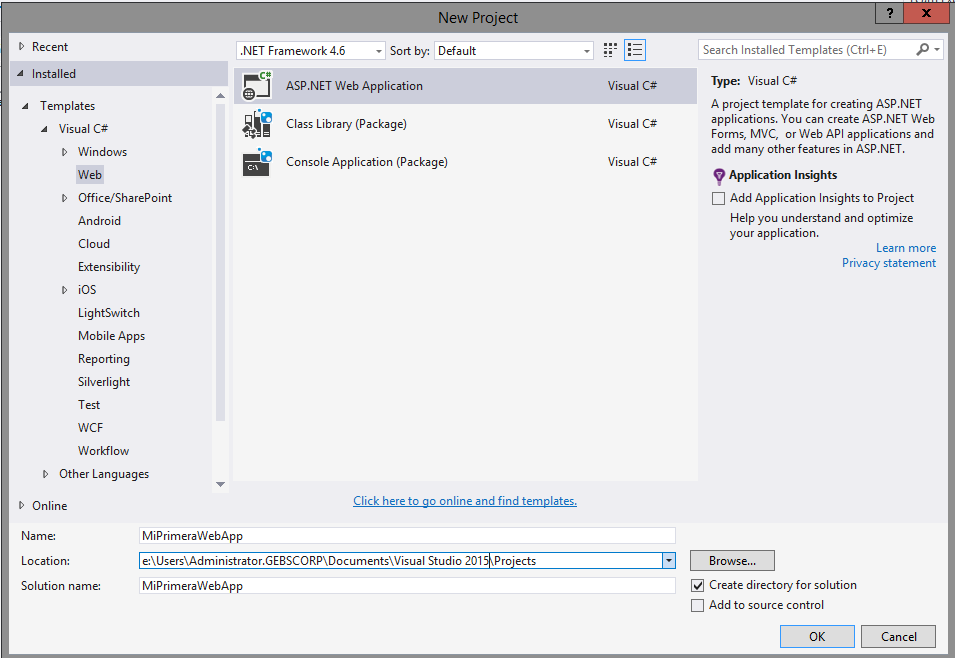 New Project
?
x
Recent
Installed
Templates
Visual C#
Windows
Web
Office/SharePoint
Android
Cloud
Extensibility
iOS
LightSwitch
Mobile Apps
Reporting
Silverlight
Test
WCF
Workflow
Other Languages
Online
.NET Framework 4.6
Sort by: Default
ASP.NET Web Application Visual C#
Class Library (Package) Visual C#
Console Application (Package) Visual C#
Click here to go online and find templates.
Search Installed Templates (Ctrl+E)
Type: Visual C#
A project template for creating ASP.NET
applications. You can create ASP.NET Web
Forms, MVC, or Web API applications and
add many other features in ASP.NET.
Application Insights
Add Application Insights to Project
Help you understand and optimize
your application.
Learn more
Privacy statement
Name: MiPrimeraWebApp
Location: e:\Users\Administrator.GEBSCORP\Documents\Visual Studio 2015\Projects
Browse...
Solution name: MiPrimeraWebApp
Create directory for solution
Add to source control
OK
Cancel